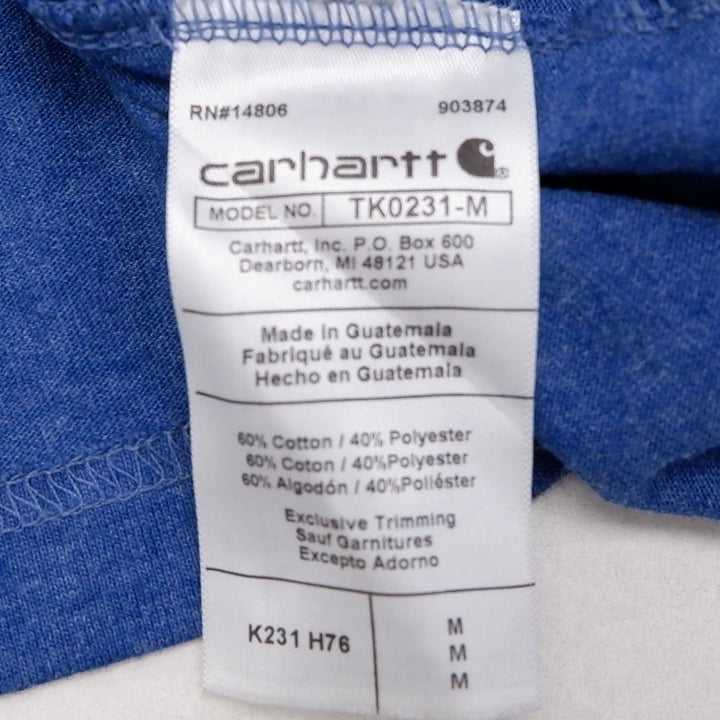 RN#14806 903874
carhartt ®
MODEL NO. TK0231-M
Carhartt, Inc. P.O. Box 600
Dearborn, MI 48121 USA
carhartt.com
Made in Guatemala
Fabriqué au Guatemala
Hecho en Guatemala
60% Cotton / 40% Polyester
60% Coton / 40%Polyester
60% Algodón / 40%Poliéster
Exclusive Trimming
Sauf Garnitures
Excepto Adorno
K231 H76 M
M
M